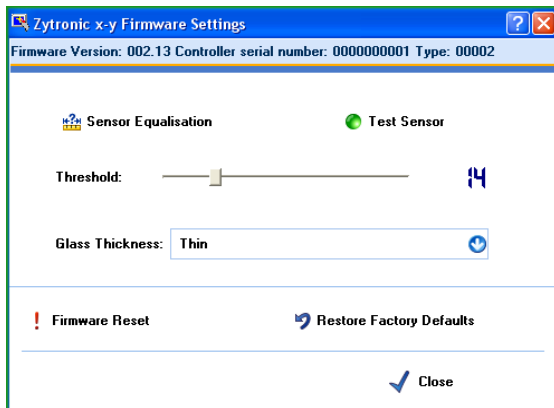 Zytronic x-y Firmware Settings
Firmware Version: 002.13 Controller serial number: 0000000001 Type: 00002
Sensor Equalisation Test Sensor
Threshold: 14
Glass Thickness: Thin
! Firmware Reset Restore Factory Defaults
Close